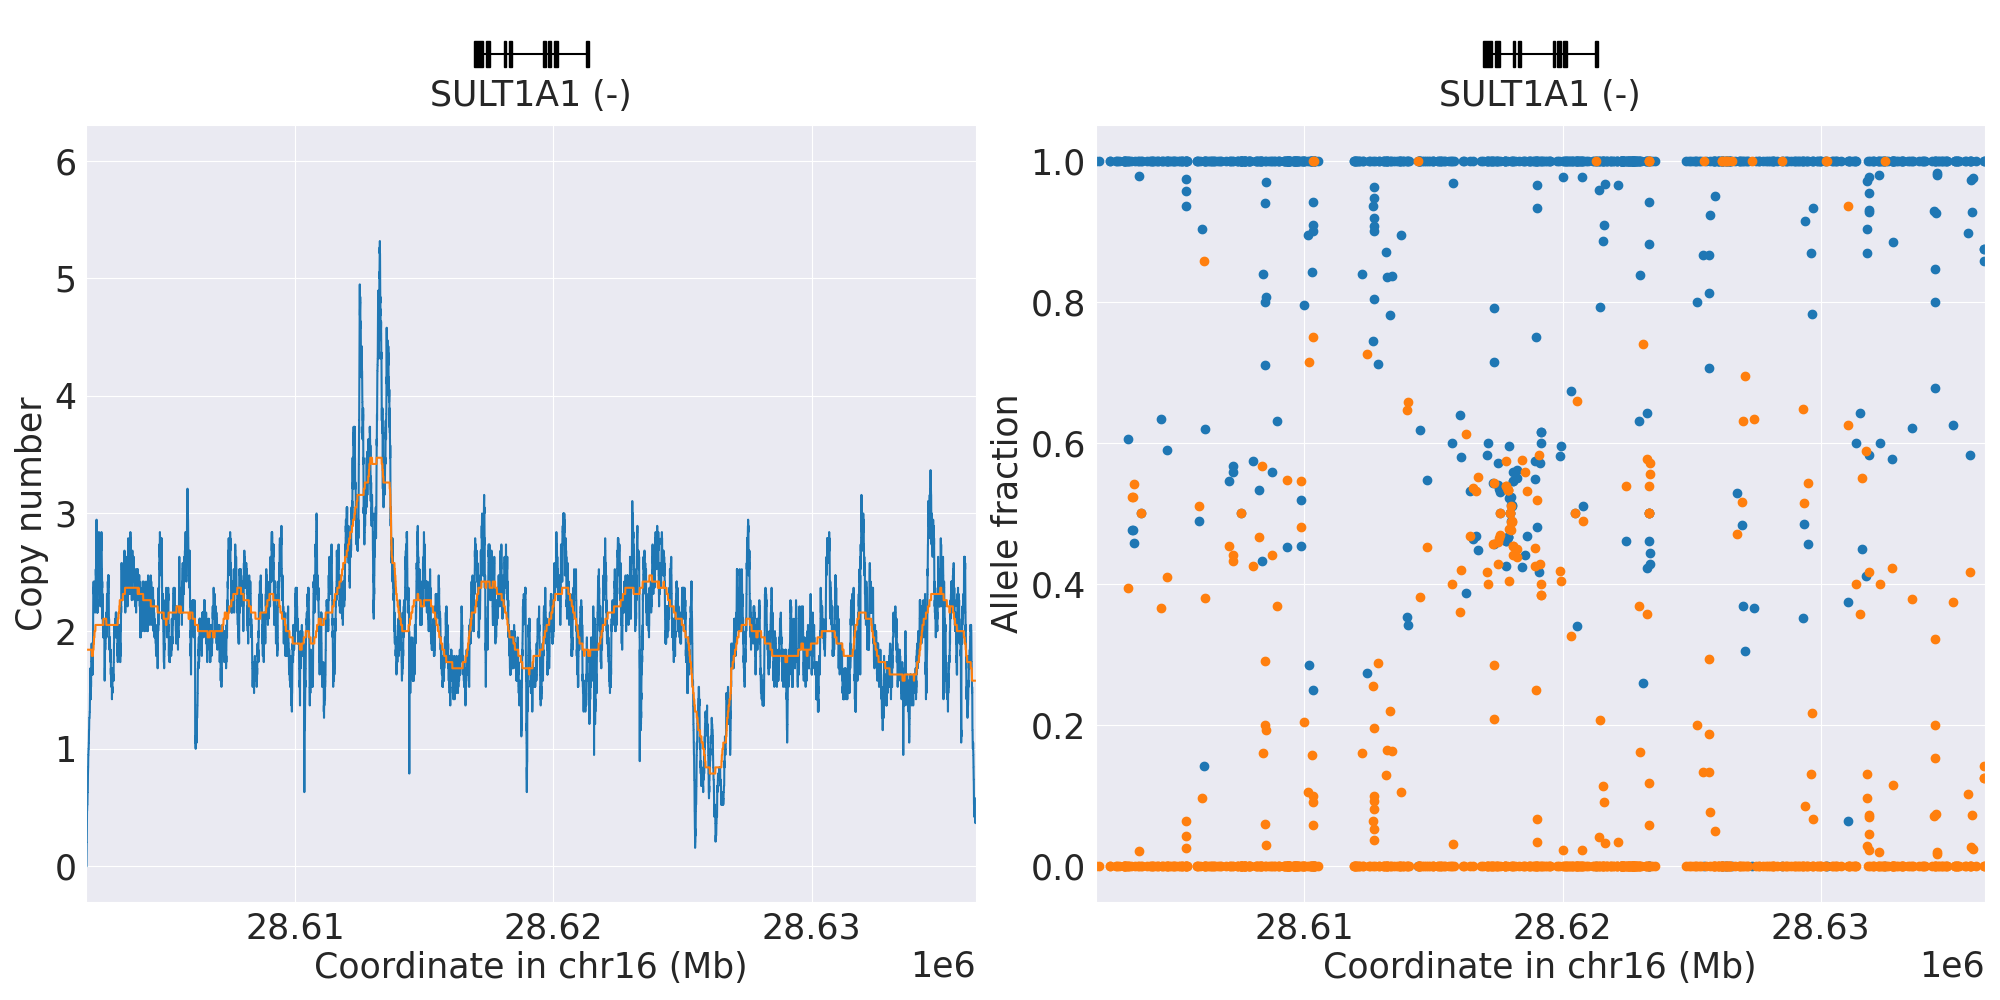 SULT1A1 (-)
6
5
4
3
2
1
0
Copy number
28.61
28.62
28.63
Coordinate in chr16 (Mb)
1e6
SULT1A1 (-)
1.0
0.8
0.6
0.4
0.2
0.0
Allele fraction
28.61
28.62
28.63
Coordinate in chr16 (Mb)
1e6